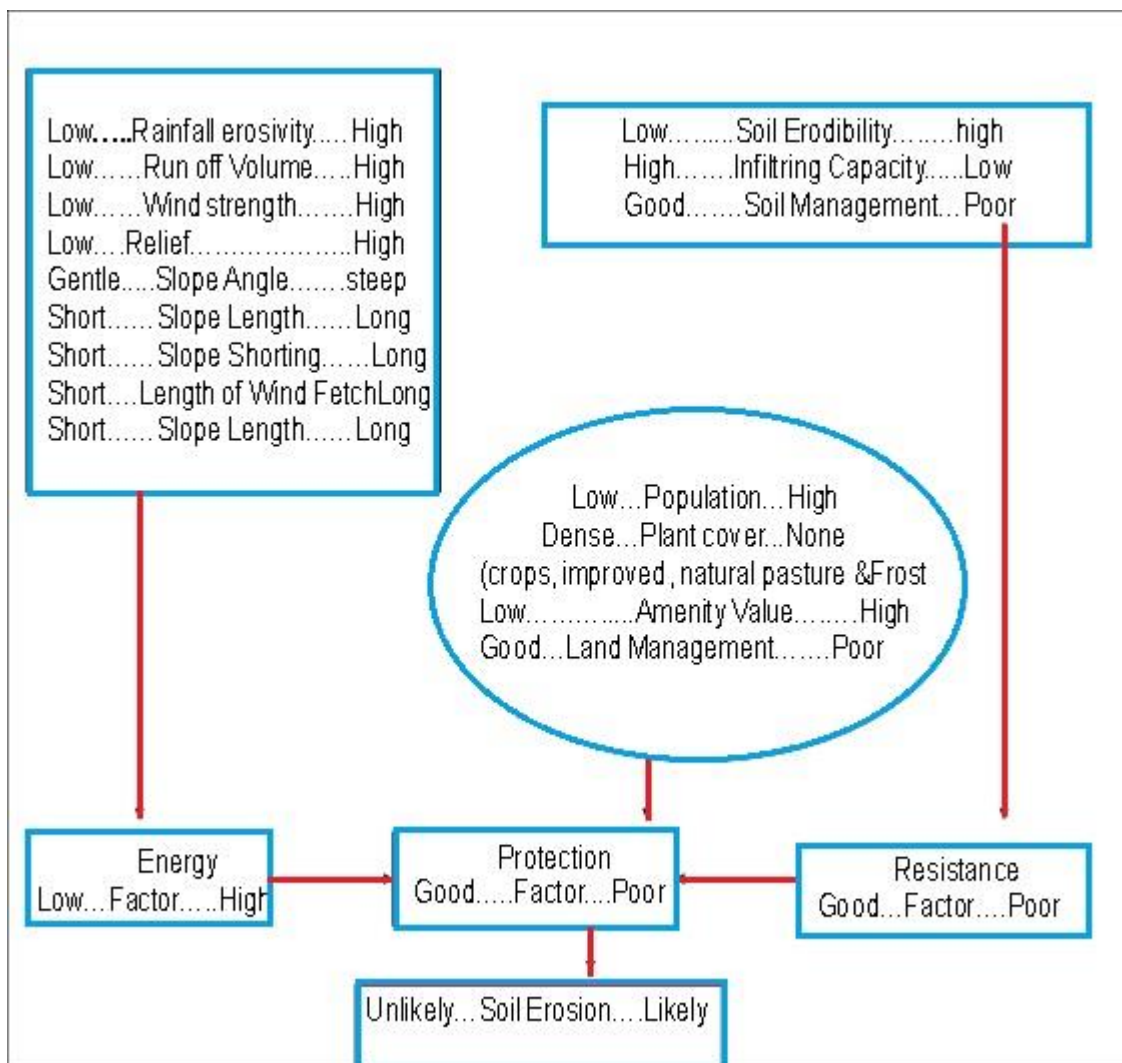 Low.....Rainfall erosivity.....High
Low......Run off Volume.....High
Low......Wind strength.......High
Low....Relief.....................High
Gentle.....Slope Angle.......steep
Short...... Slope Length......Long
Short...... Slope Shorting......Long
Short....Length of Wind FetchLong
Short...... Slope Length......Long
Low.........Soil Erodibility........high
High.......Infiltring Capacity......Low
Good.......Soil Management...Poor
Low...Population...High
Dense...Plant cover...None
(crops, improved, natural pasture &Frost
Low..............Amenity Value........High
Good...Land Management.......Poor
Energy
Low...Factor.....High
Protection
Good.....Factor....Poor
Resistance
Good...Factor....Poor
Unlikely...Soil Erosion....Likely